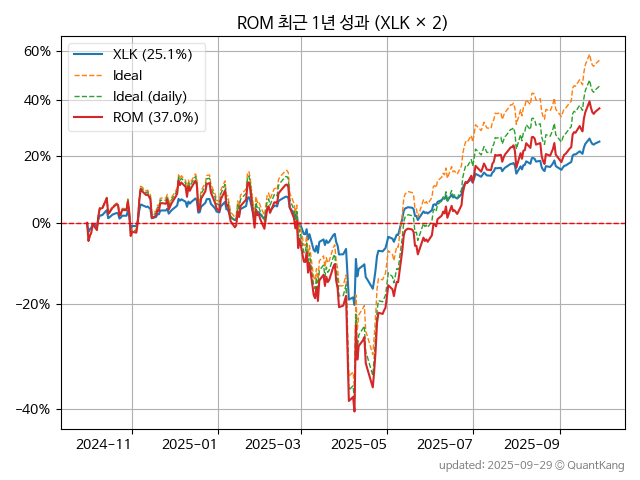 ROM 최근 1년 성과 (XLK × 2)
60%
40%
20%
0%
−20%
−40%
XLK (25.1%)
Ideal
Ideal (daily)
ROM (37.0%)
2024-11
2025-01
2025-03
2025-05
2025-07
2025-09
updated: 2025-09-29 © QuantKang